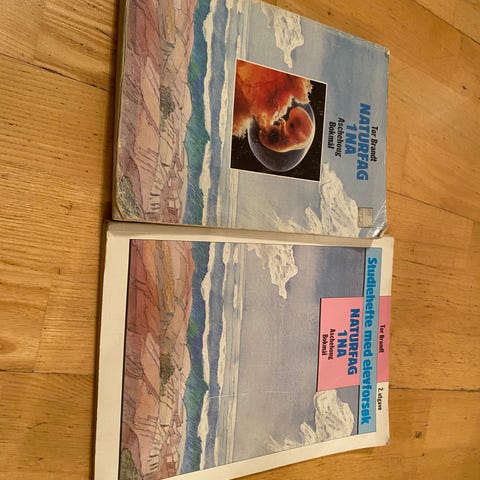 Tor Brandt
NATURFAG
1NA
Aschehoug
Bokmål
Studiehefte med elevforsøk
Tor Brandt
2. utgave
NATURFAG
1NA
Aschehoug
Bokmål